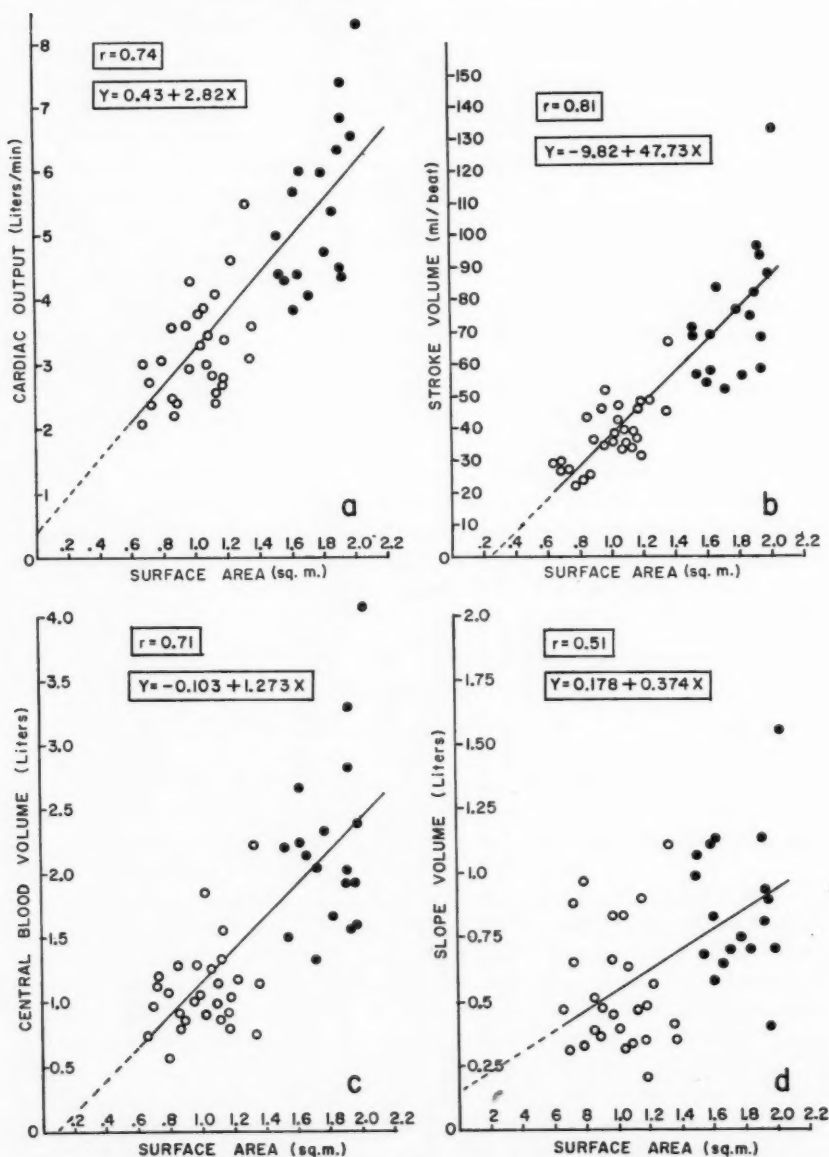 8
7
6
5
4
3
2
1
CARDIAC OUTPUT (Liters/min)
r=0.74
Y=0.43+2.82X
a
.2 .4 .6 .8 1.0 1.2 1.4 1.6 1.8 2.0 2.2
SURFACE AREA (sq. m.)
150
140
130
120
110
100
90
80
70
60
50
40
30
20
10
STROKE VOLUME (ml/beat)
r=0.81
Y=-9.82+47.73X
b
.2 .4 .6 .8 1.0 1.2 1.4 1.6 1.8 2.0 2.2
SURFACE AREA (sq. m.)
4.0
3.5
3.0
2.5
2.0
1.5
1.0
0.5
0
CENTRAL BLOOD VOLUME (Liters)
r=0.71
Y=-0.103+1.273X
c
.2 .4 .6 .8 1.0 1.2 1.4 1.6 1.8 2.0 2.2
SURFACE AREA (sq.m.)
2.0
1.75
1.50
1.25
1.0
0.75
0.5
0.25
0
SLOPE VOLUME (Liters)
r=0.51
Y=0.178+0.374X
d
2 .4 .6 .8 1.0 1.2 1.4 1.6 1.8 2.0 2.2
SURFACE AREA (sq.m.)